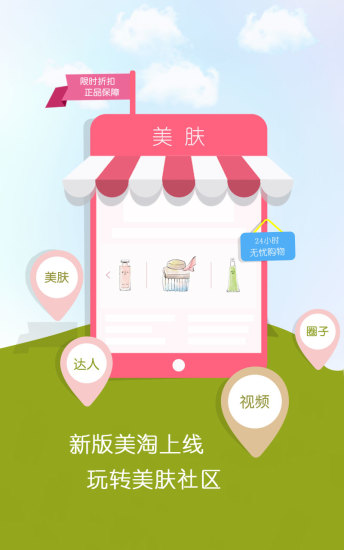 限时折扣
正品保障
美肤
24小时
无忧购物
美肤
圈子
达人
视频
新版美淘上线
玩转美肤社区